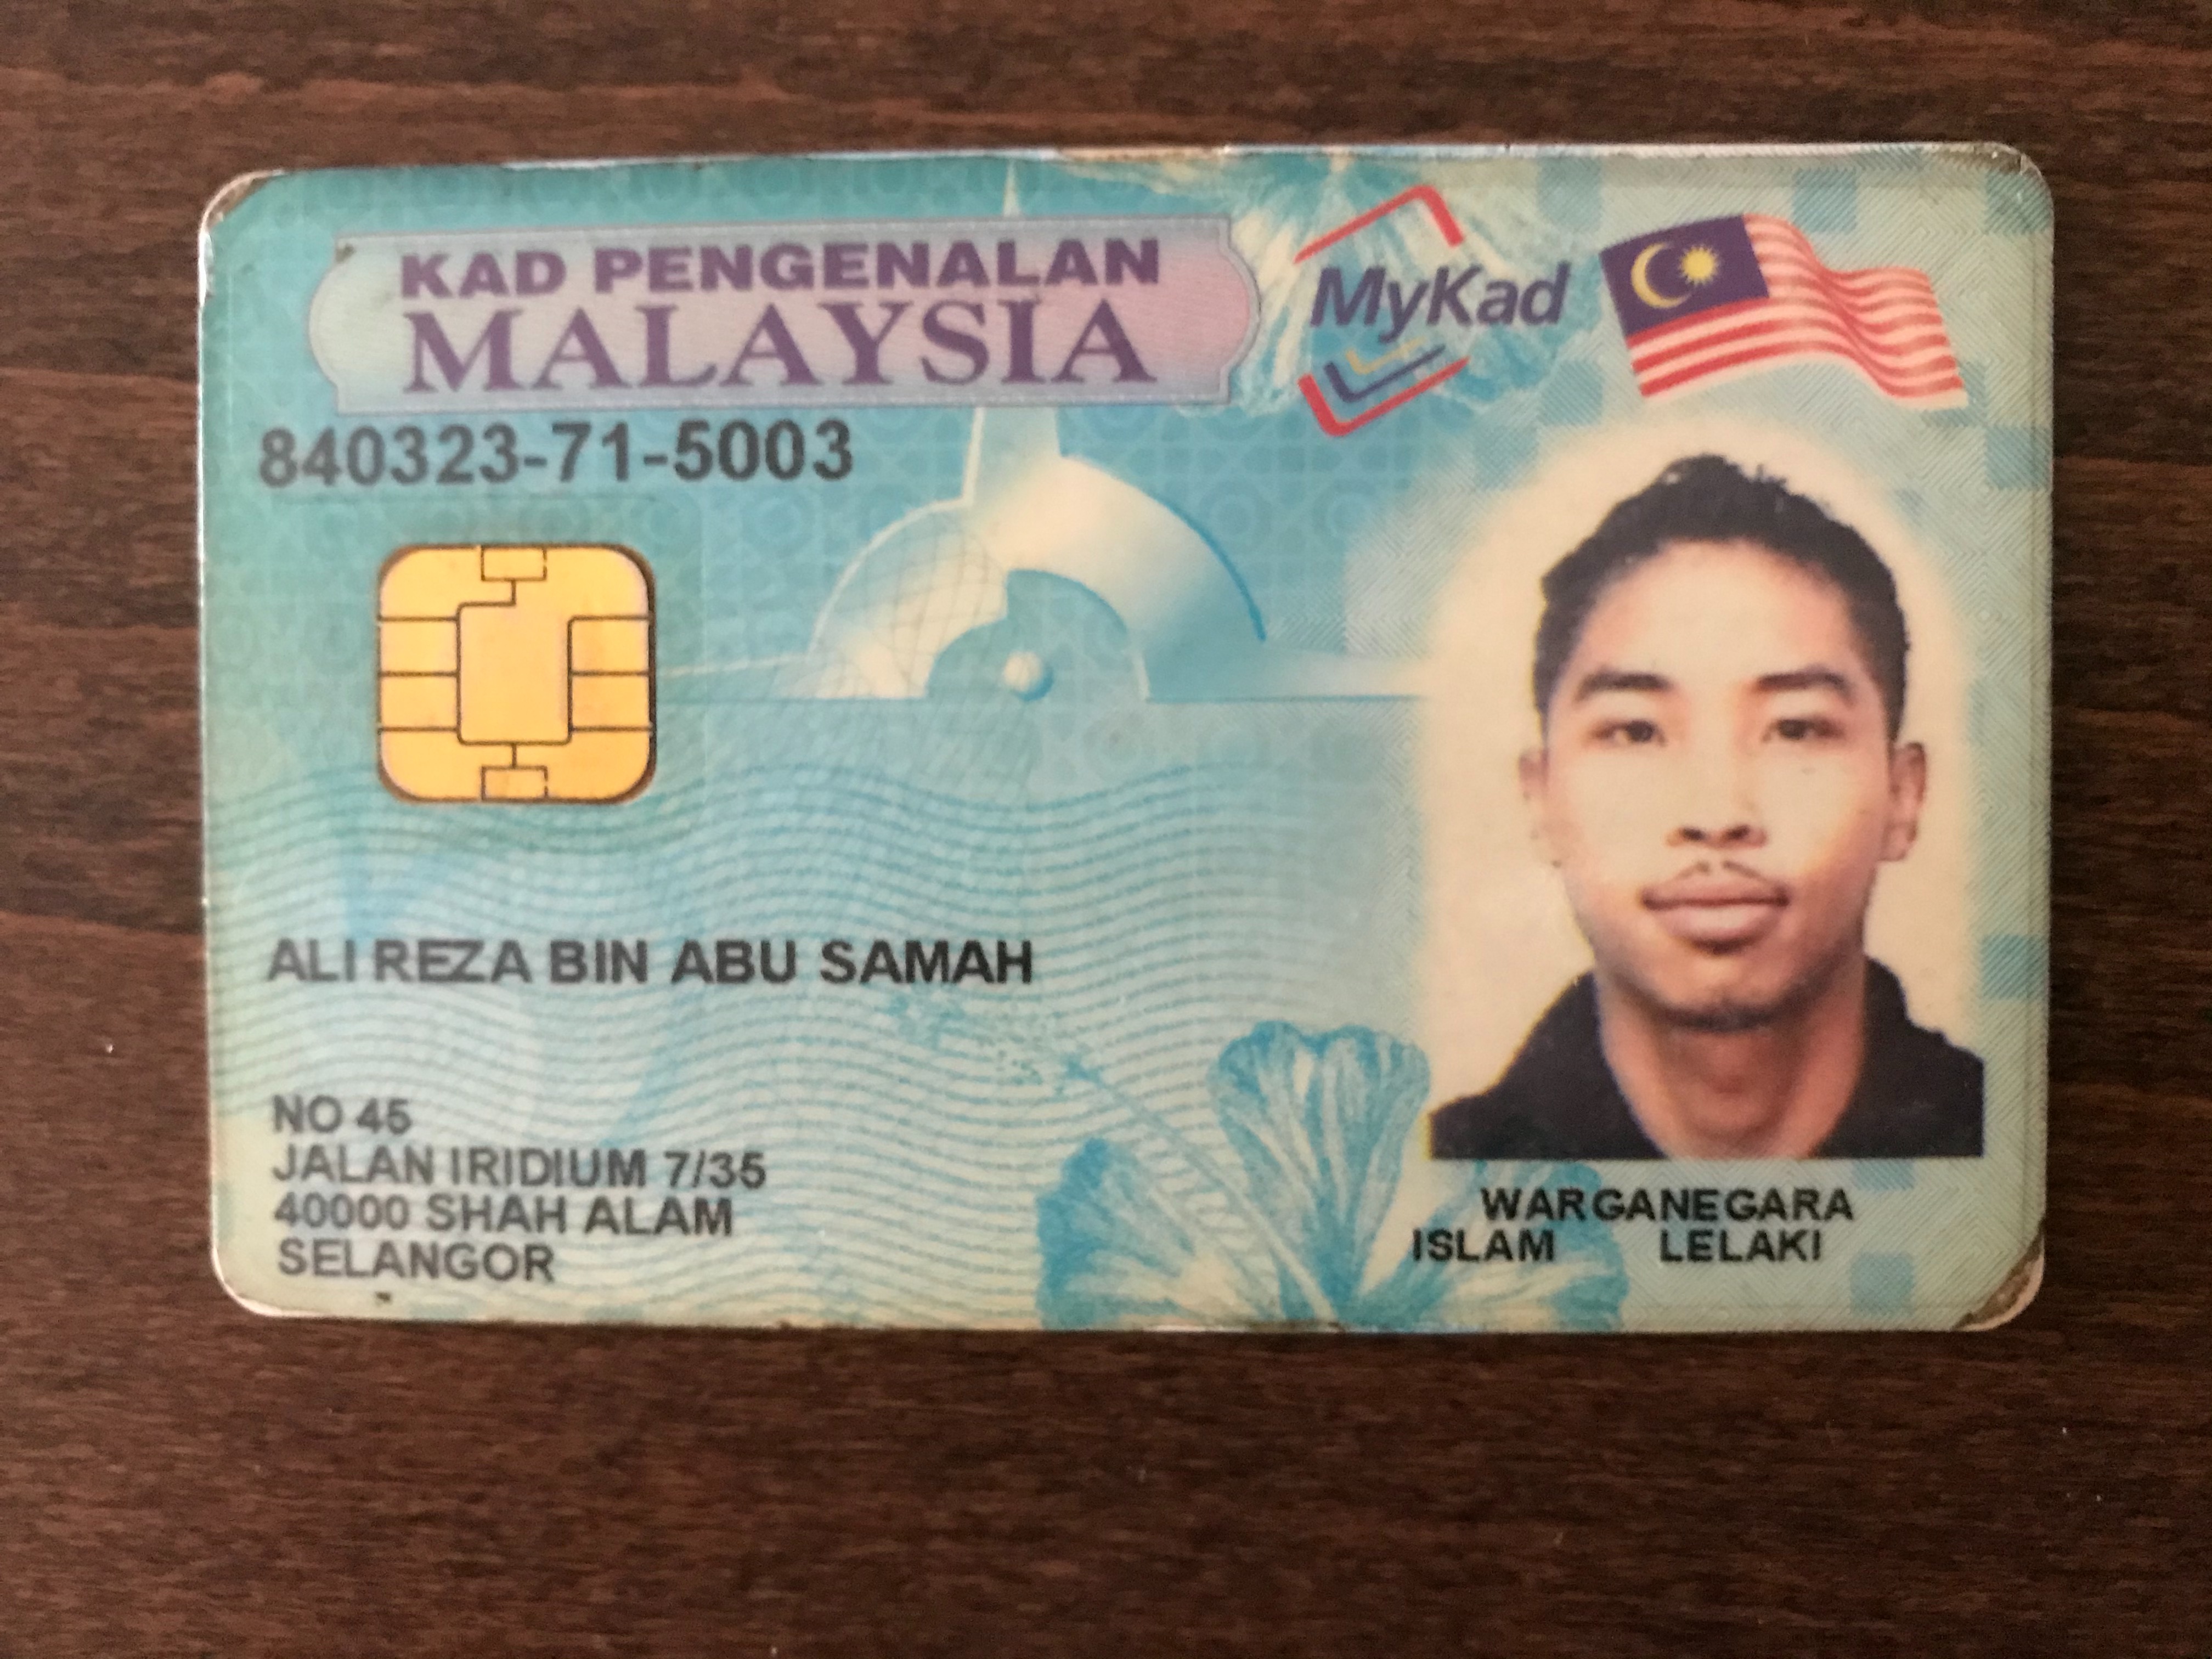 KAD PENGENALAN
MALAYSIA
MyKad
840323-71-5003
ALI REZA BIN ABU SAMAH
NO 45
JALAN IRIDIUM 7/35
40000 SHAH ALAM
SELANGOR
WARGANEGARA
ISLAM LELAKI